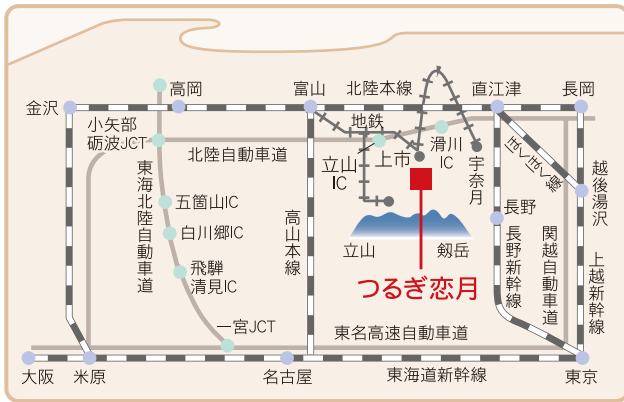 金沢
高岡
富山
北陸本線
直江津
長岡
小矢部
砺波JCT
地鉄
滑川
IC
北陸自動車道
立山
IC
上市
宇奈月
ほくほく線
越後湯沢
東海北陸自動車道
五箇山IC
白川郷IC
飛騨
清見IC
高山本線
立山
剱岳
長野
長野新幹線
関越自動車道
上越新幹線
つるぎ恋月
一宮JCT
東名高速自動車道
大阪
米原
名古屋
東海道新幹線
東京